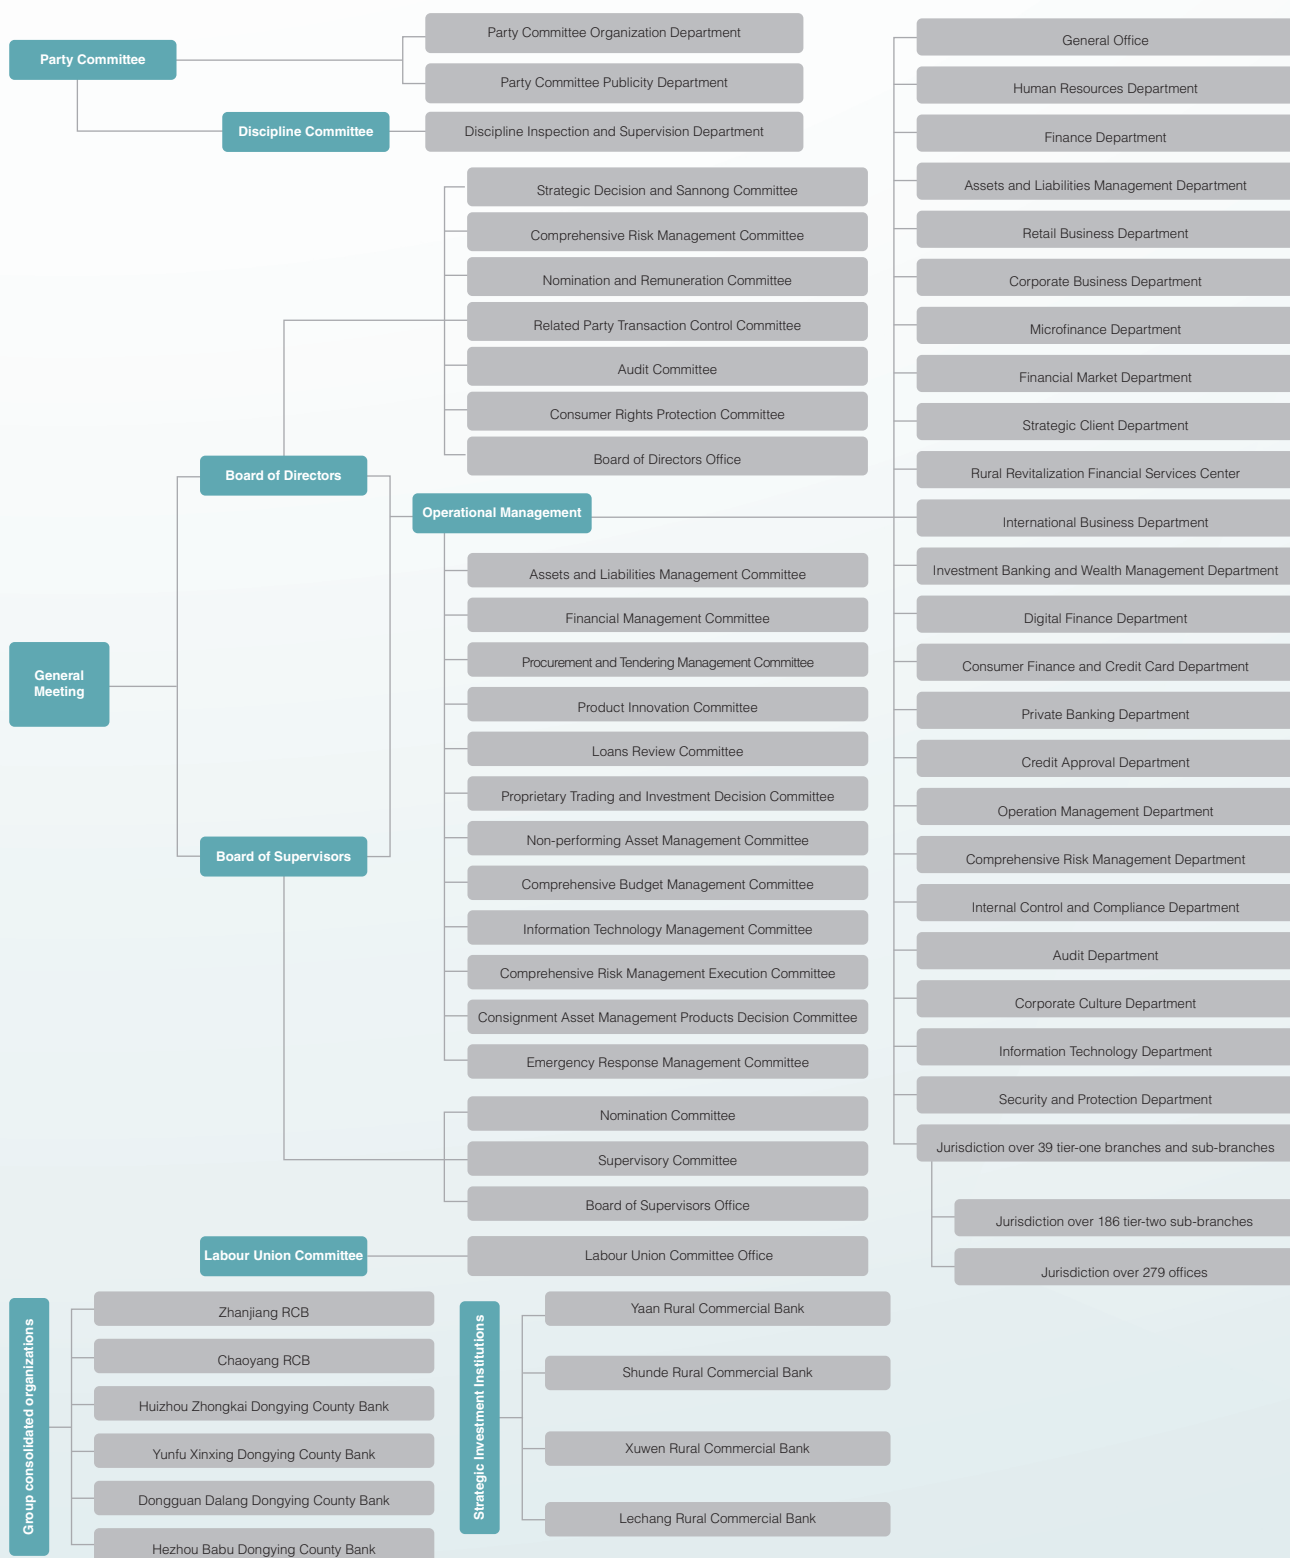 Party Committee
Party Committee Organization Department
Party Committee Publicity Department
Discipline Committee
Discipline Inspection and Supervision Department
Strategic Decision and Sannong Committee
Comprehensive Risk Management Committee
Nomination and Remuneration Committee
Related Party Transaction Control Committee
Audit Committee
Consumer Rights Protection Committee
Board of Directors Office
Board of Directors
Operational Management
Assets and Liabilities Management Committee
Financial Management Committee
Procurement and Tendering Management Committee
Product Innovation Committee
Loans Review Committee
Proprietary Trading and Investment Decision Committee
Non-performing Asset Management Committee
Comprehensive Budget Management Committee
Information Technology Management Committee
Comprehensive Risk Management Execution Committee
Consignment Asset Management Products Decision Committee
Emergency Response Management Committee
General
Meeting
Board of Supervisors
Nomination Committee
Supervisory Committee
Board of Supervisors Office
Labour Union Committee
Labour Union Committee Office
General Office
Human Resources Department
Finance Department
Assets and Liabilities Management Department
Retail Business Department
Corporate Business Department
Microfinance Department
Financial Market Department
Strategic Client Department
Rural Revitalization Financial Services Center
International Business Department
Investment Banking and Wealth Management Department
Digital Finance Department
Consumer Finance and Credit Card Department
Private Banking Department
Credit Approval Department
Operation Management Department
Comprehensive Risk Management Department
Internal Control and Compliance Department
Audit Department
Corporate Culture Department
Information Technology Department
Security and Protection Department
Jurisdiction over 39 tier-one branches and sub-branches
Jurisdiction over 186 tier-two sub-branches
Jurisdiction over 279 offices
Group consolidated organizations
Zhanjiang RCB
Chaoyang RCB
Huizhou Zhongkai Dongying County Bank
Yunfu Xinxing Dongying County Bank
Dongguan Dalang Dongying County Bank
Hezhou Babu Dongying County Bank
Strategic Investment Institutions
Yaan Rural Commercial Bank
Shunde Rural Commercial Bank
Xuwen Rural Commercial Bank
Lechang Rural Commercial Bank